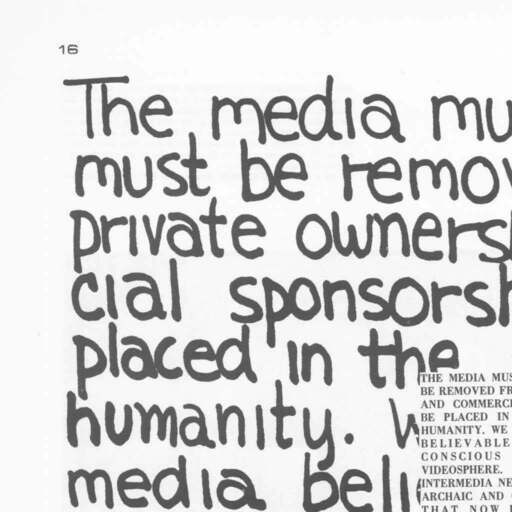 16
The media mu
must be remov
private owners
cial sponsorsh
placed in the
humanity. W
media beli
THE MEDIA MUS
BE REMOVED FR
AND COMMERCI
BE PLACED IN
HUMANITY. WE
BELIEVABLE
CONSCIOUS
VIDEOSPHERE.
INTERMEDIA NE
ARCHAIC AND
THAT NOW